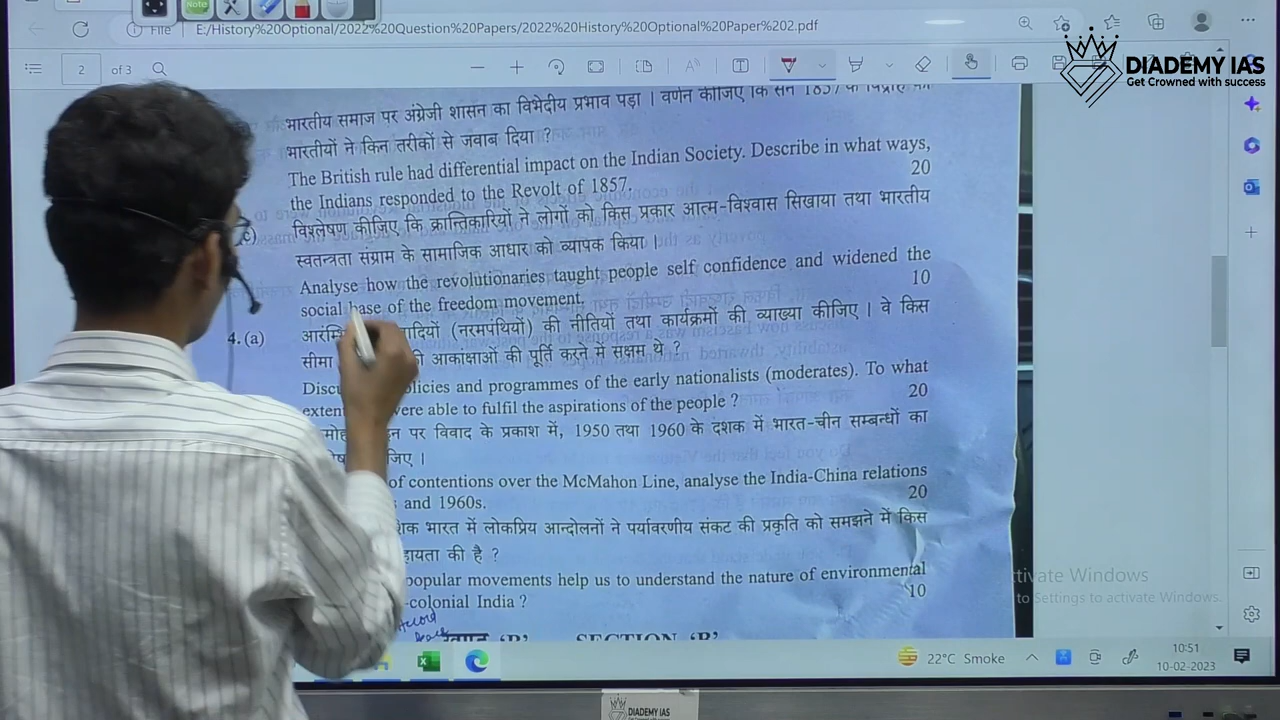 Note
File E:/History%20Optional/2022%20Question%20Papers/2022%20History%20Optional%20Paper%202.pdf
2 of 3
DIADEMY IAS
Get Crowned with success
भारतीय समाज पर अंग्रेजी शासन का विभेदीय प्रभाव पड़ा । वर्णन कीजिए कि सन् 1857 के
भारतीयों ने किन तरीकों से जवाब दिया ?
The British rule had differential impact on the Indian Society. Describe in what ways,
the Indians responded to the Revolt of 1857. 20
(c) विश्लेषण कीजिए कि क्रान्तिकारियों ने लोगों को किस प्रकार आत्म-विश्वास सिखाया तथा भारतीय
स्वतन्त्रता संग्राम के सामाजिक आधार को व्यापक किया ।
Analyse how the revolutionaries taught people self confidence and widened the
social base of the freedom movement. 10
4. (a) (नरमपंथियों) की नीतियों तथा कार्यक्रमों की व्याख्या कीजिए । वे किस
सीमा की आकांक्षाओं की पूर्ति करने में सक्षम थे ?
programmes of the early nationalists (moderates). To what
were able to fulfil the aspirations of the people ? 20
पर विवाद के प्रकाश में, 1950 तथा 1960 के दशक में भारत-चीन सम्बन्धों का
of contentions over the McMahon Line, analyse the India-China relations
and 1960s. 20
भारत में लोकप्रिय आन्दोलनों ने पर्यावरणीय संकट की प्रकृति को समझने में किस
की है ?
popular movements help us to understand the nature of environmental
-colonial India ? 10
SECTION 'B'
Activate Windows
to Settings to activate Windows.
22°C Smoke
10:51
10-02-2023
DIADEMY IAS